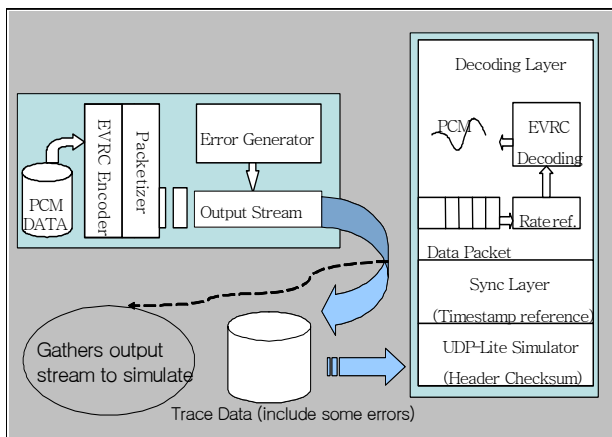 PCM
DATA
EVRC Encoder
Packetizer
Error Generator
Output Stream
Gathers output
stream to simulate
Trace Data (include some errors)
Decoding Layer
PCM
EVRC
Decoding
Rate ref.
Data Packet
Sync Layer
(Timestamp reference)
UDP-Lite Simulator
(Header Checksum)